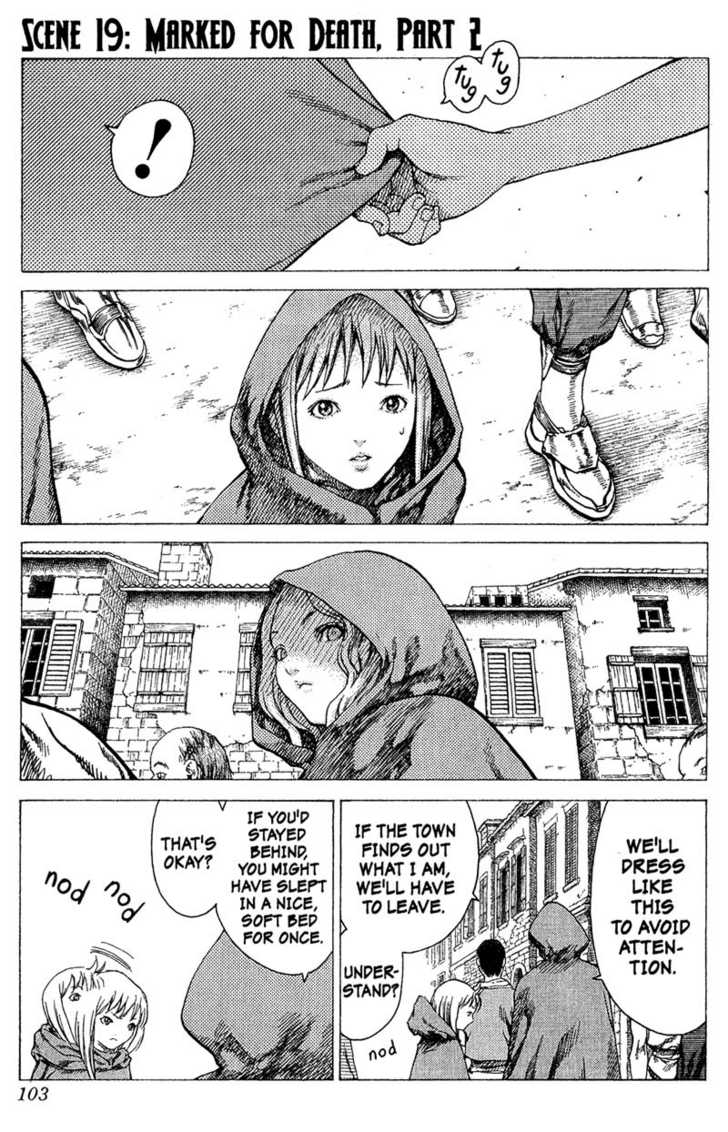 SCENE 19: MARKED FOR DEATH, PART 2
tug
tug
!
WE'LL
DRESS
LIKE
THIS
TO AVOID
ATTEN-
TION.
IF THE TOWN
FINDS OUT
WHAT I AM,
WE'LL HAVE
TO LEAVE.
UNDER-
STAND?
nod
IF YOU'D
STAYED
BEHIND,
YOU MIGHT
HAVE SLEPT
IN A NICE,
SOFT BED
FOR ONCE.
THAT'S
OKAY?
nod
nod
103